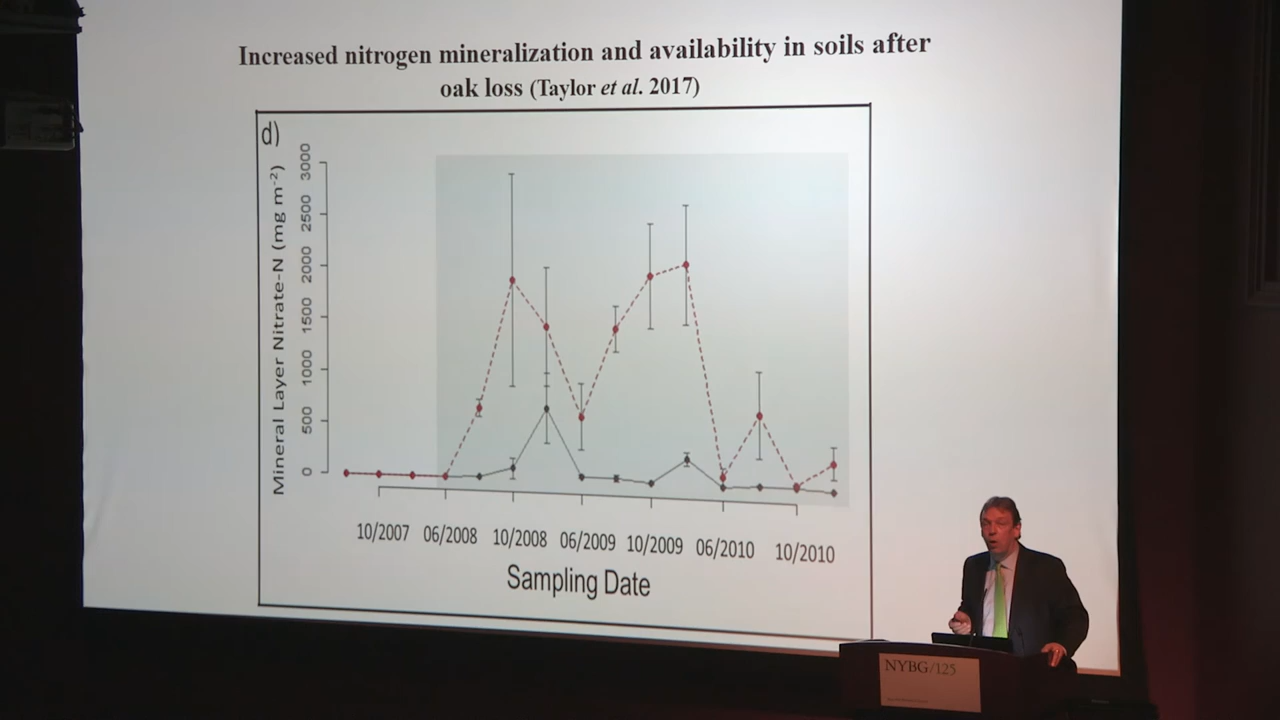 Increased nitrogen mineralization and availability in soils after
oak loss (Taylor et al. 2017)
d)
Mineral Layer Nitrate-N (mg m⁻²)
3000
2500
2000
1500
1000
500
0
10/2007 06/2008 10/2008 06/2009 10/2009 06/2010 10/2010
Sampling Date
NYBG/125